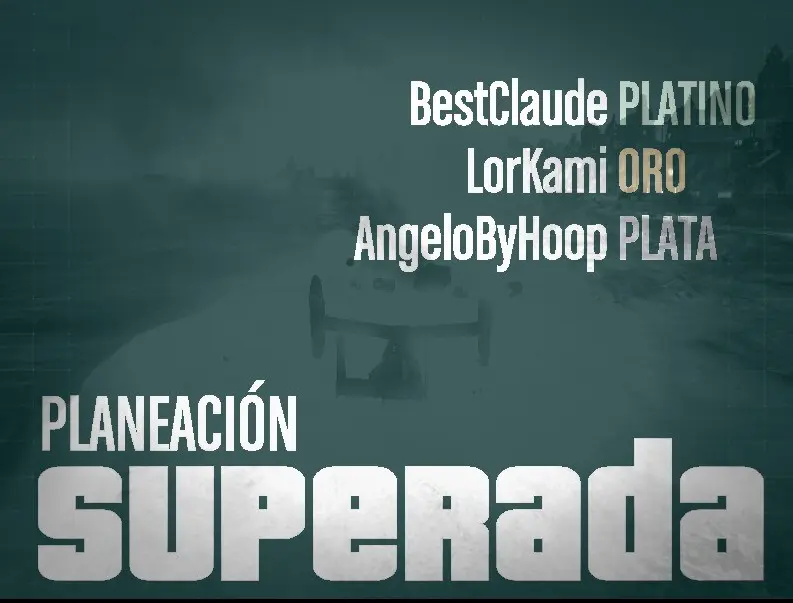 BestClaude PLATINO
LorKami ORO
AngeloByHoop PLATA
PLANEACIÓN
superada